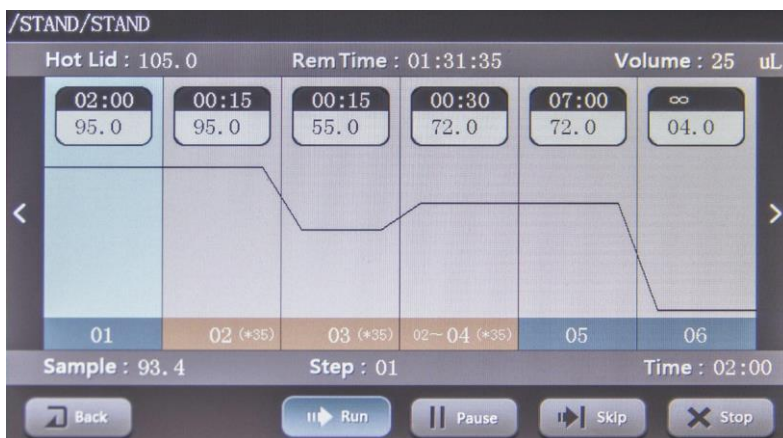 /STAND/STAND
Hot Lid : 105.0 Rem Time : 01:31:35 Volume : 25 uL
02:00 00:15 00:15 00:30 07:00 ∞
95.0 95.0 55.0 72.0 72.0 04.0
01 02 (*35) 03 (*35) 02~04 (*35) 05 06
Sample : 93.4 Step : 01 Time : 02:00
Back Run Pause Skip Stop